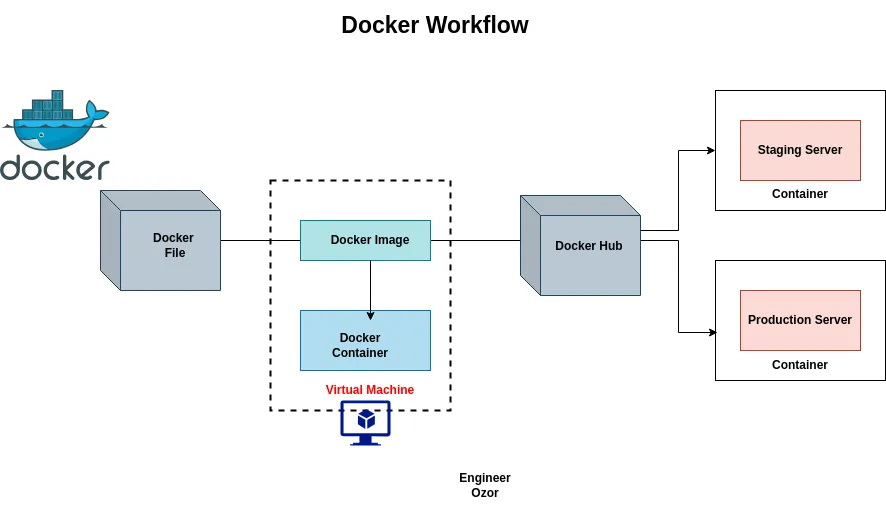 Docker Workflow
docker
Docker
File
Docker Image
Docker
Container
Virtual Machine
Docker Hub
Staging Server
Container
Production Server
Container
Engineer
Ozor